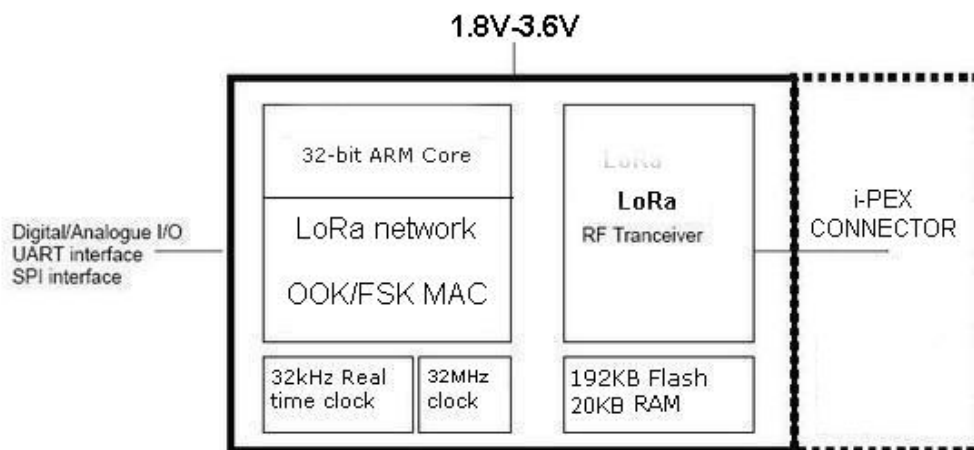 1.8V-3.6V
32-bit ARM Core
LoRa network
OOK/FSK MAC
32kHz Real
time clock
32MHz
clock
LoRa
LoRa
RF Tranceiver
192KB Flash
20KB RAM
Digital/Analogue I/O
UART interface
SPI interface
i-PEX
CONNECTOR